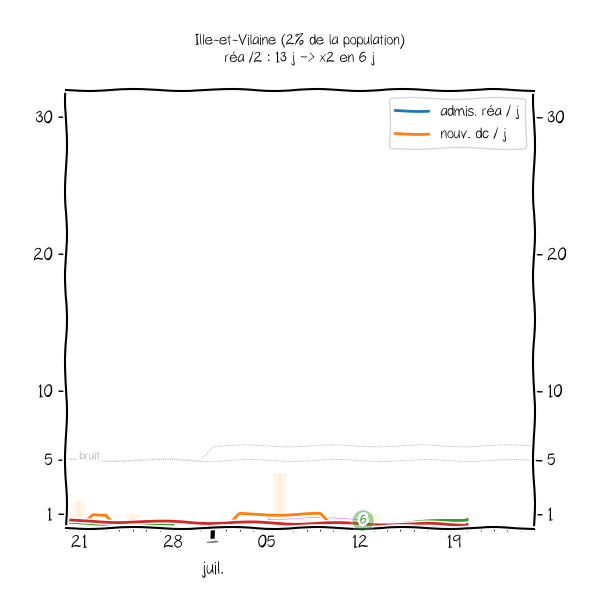 Ille-et-Vilaine (2% de la population)
réa /2 : 13 j -> x2 en 6 j
admis. réa / j
nouv. dc / j
30
30
20
20
10
10
5
bruit
5
1
6
1
21
28
1
05
12
19
juil.